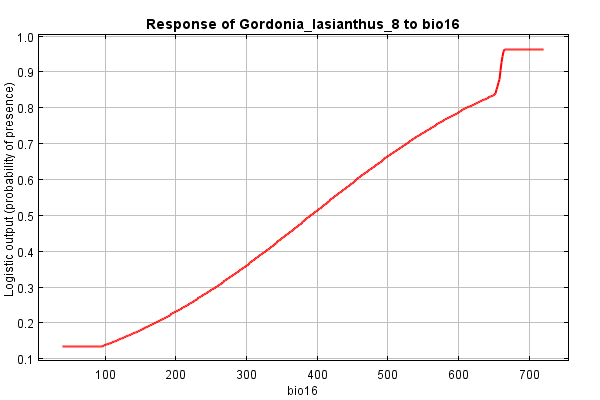 Response of Gordonia_lasianthus_8 to bio16
Logistic output (probability of presence)
1.0
0.9
0.8
0.7
0.6
0.5
0.4
0.3
0.2
0.1
100 200 300 400 500 600 700
bio16